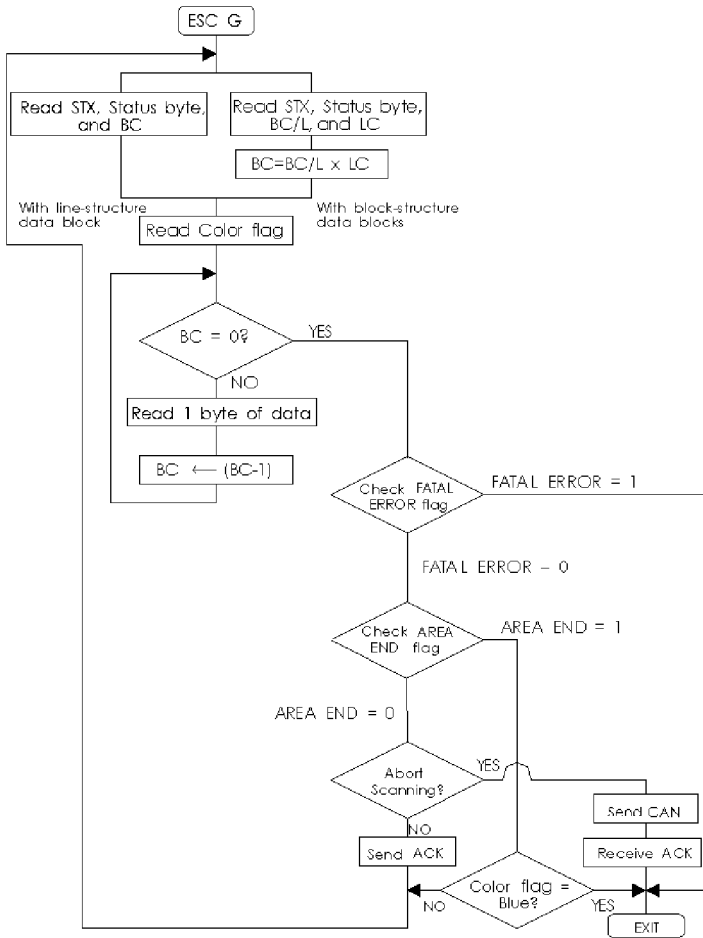 ESC G
Read STX, Status byte,
and BC
Read STX, Status byte,
BC/L, and LC
BC=BC/L x LC
With line-structure
data block
With block-structure
data blocks
Read Color flag
BC = 0?
YES
NO
Read 1 byte of data
BC ← (BC-1)
Check FATAL
ERROR flag
FATAL ERROR = 1
FATAL ERROR = 0
Check AREA
END flag
AREA END = 1
AREA END = 0
Abort
Scanning?
YES
NO
Send CAN
Send ACK
Receive ACK
Color flag =
Blue?
NO
YES
EXIT